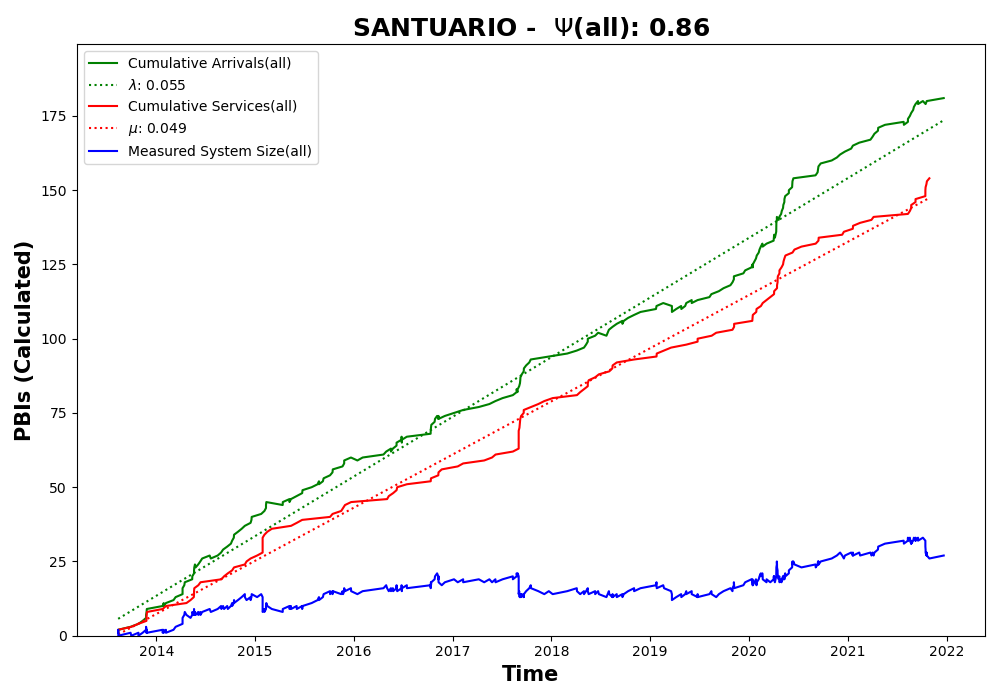 SANTUARIO - Ψ(all): 0.86
Cumulative Arrivals(all)
λ: 0.055
Cumulative Services(all)
μ: 0.049
Measured System Size(all)
PBIs (Calculated)
175
150
125
100
75
50
25
0
2014 2015 2016 2017 2018 2019 2020 2021 2022
Time